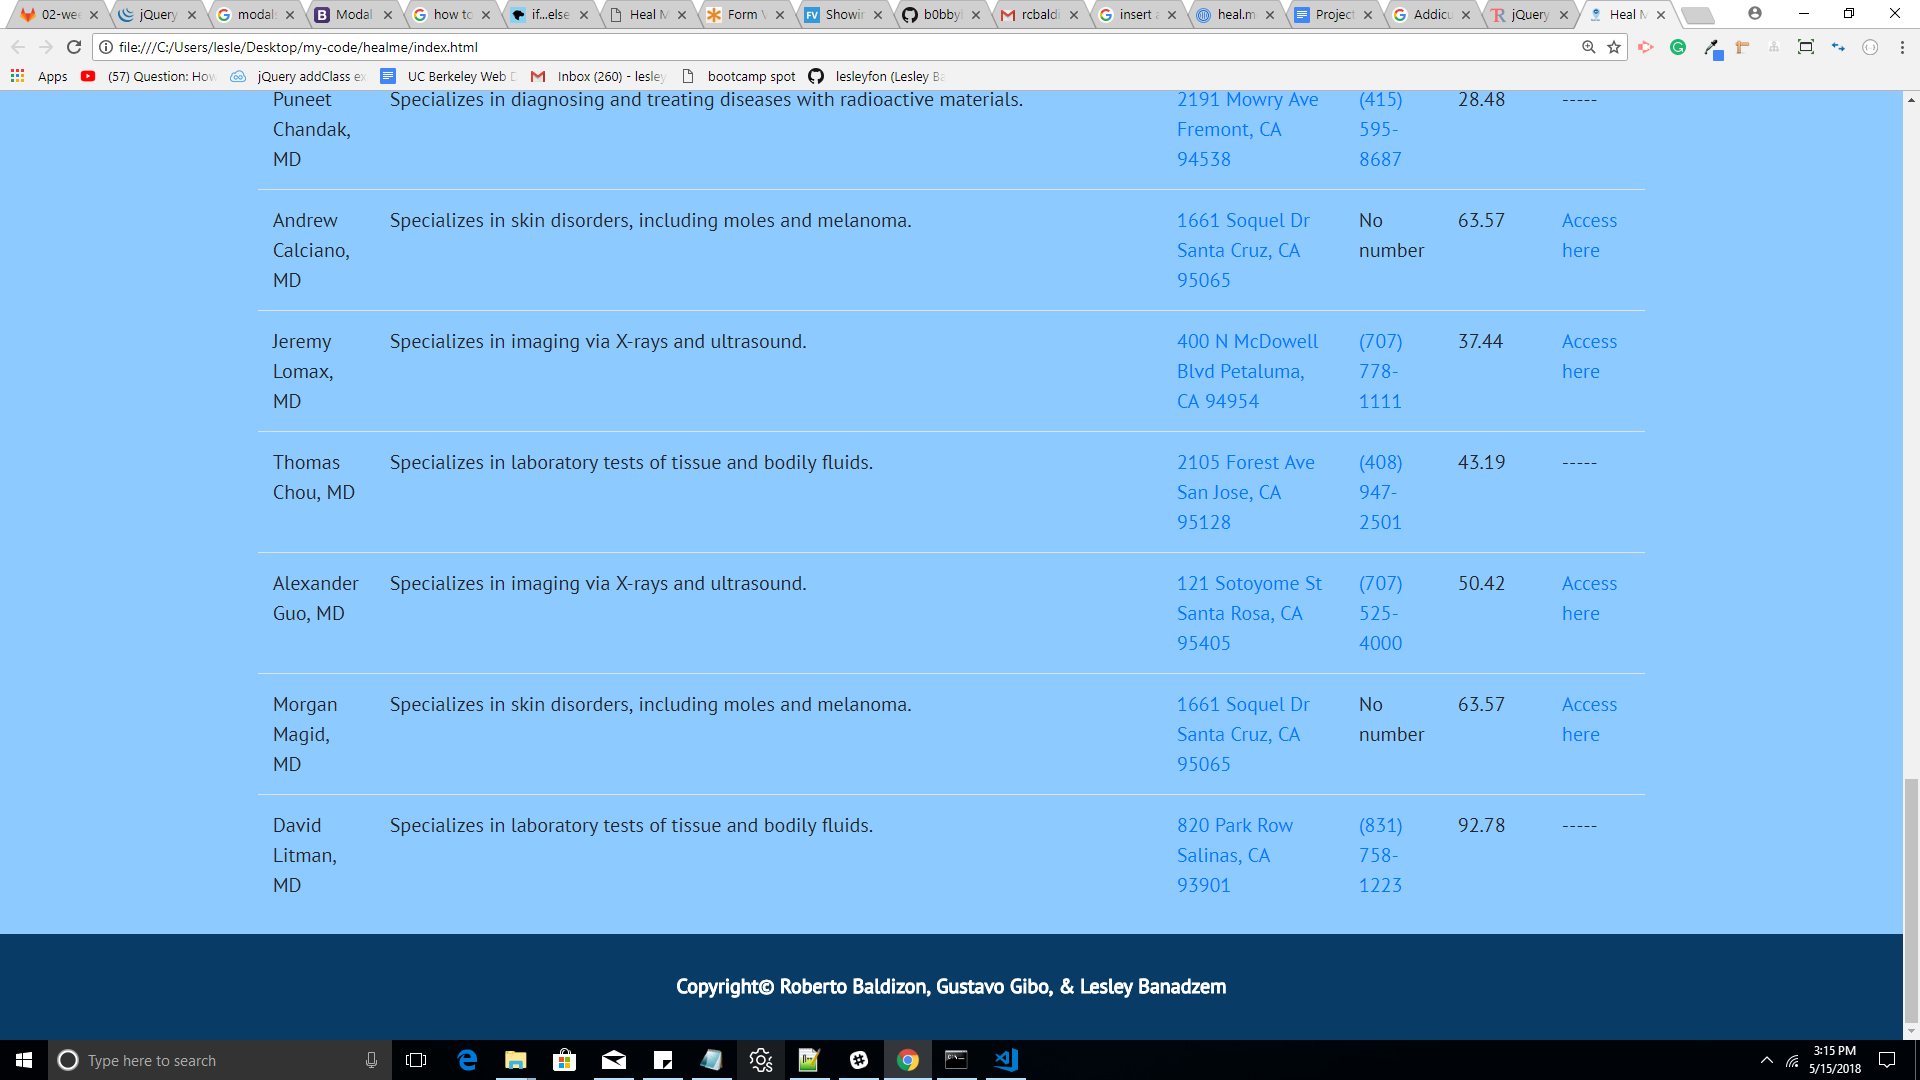 02-wee
jQuery
modals
Modal
how to
if...else
Heal M
Form V
Showin
b0bbyl
rcbaldi
insert a
heal.m
Project
Addicu
jQuery
Heal M
file:///C:/Users/lesle/Desktop/my-code/healme/index.html
Apps
(57) Question: How
jQuery addClass ex
UC Berkeley Web D
Inbox (260) - lesley
bootcamp spot
lesleyfon (Lesley Ba
Puneet Specializes in diagnosing and treating diseases with radioactive materials. 2191 Mowry Ave (415) 28.48 -----
Chandak, Fremont, CA 595-
MD 94538 8687
Andrew Specializes in skin disorders, including moles and melanoma. 1661 Soquel Dr No 63.57 Access
Calciano, Santa Cruz, CA number here
MD 95065
Jeremy Specializes in imaging via X-rays and ultrasound. 400 N McDowell (707) 37.44 Access
Lomax, Blvd Petaluma, 778- here
MD CA 94954 1111
Thomas Specializes in laboratory tests of tissue and bodily fluids. 2105 Forest Ave (408) 43.19 -----
Chou, MD San Jose, CA 947-
95128 2501
Alexander Specializes in imaging via X-rays and ultrasound. 121 Sotoyome St (707) 50.42 Access
Guo, MD Santa Rosa, CA 525- here
95405 4000
Morgan Specializes in skin disorders, including moles and melanoma. 1661 Soquel Dr No 63.57 Access
Magid, Santa Cruz, CA number here
MD 95065
David Specializes in laboratory tests of tissue and bodily fluids. 820 Park Row (831) 92.78 -----
Litman, Salinas, CA 758-
MD 93901 1223
Copyright© Roberto Baldizon, Gustavo Gibo, & Lesley Banadzem
Type here to search
3:15 PM
5/15/2018